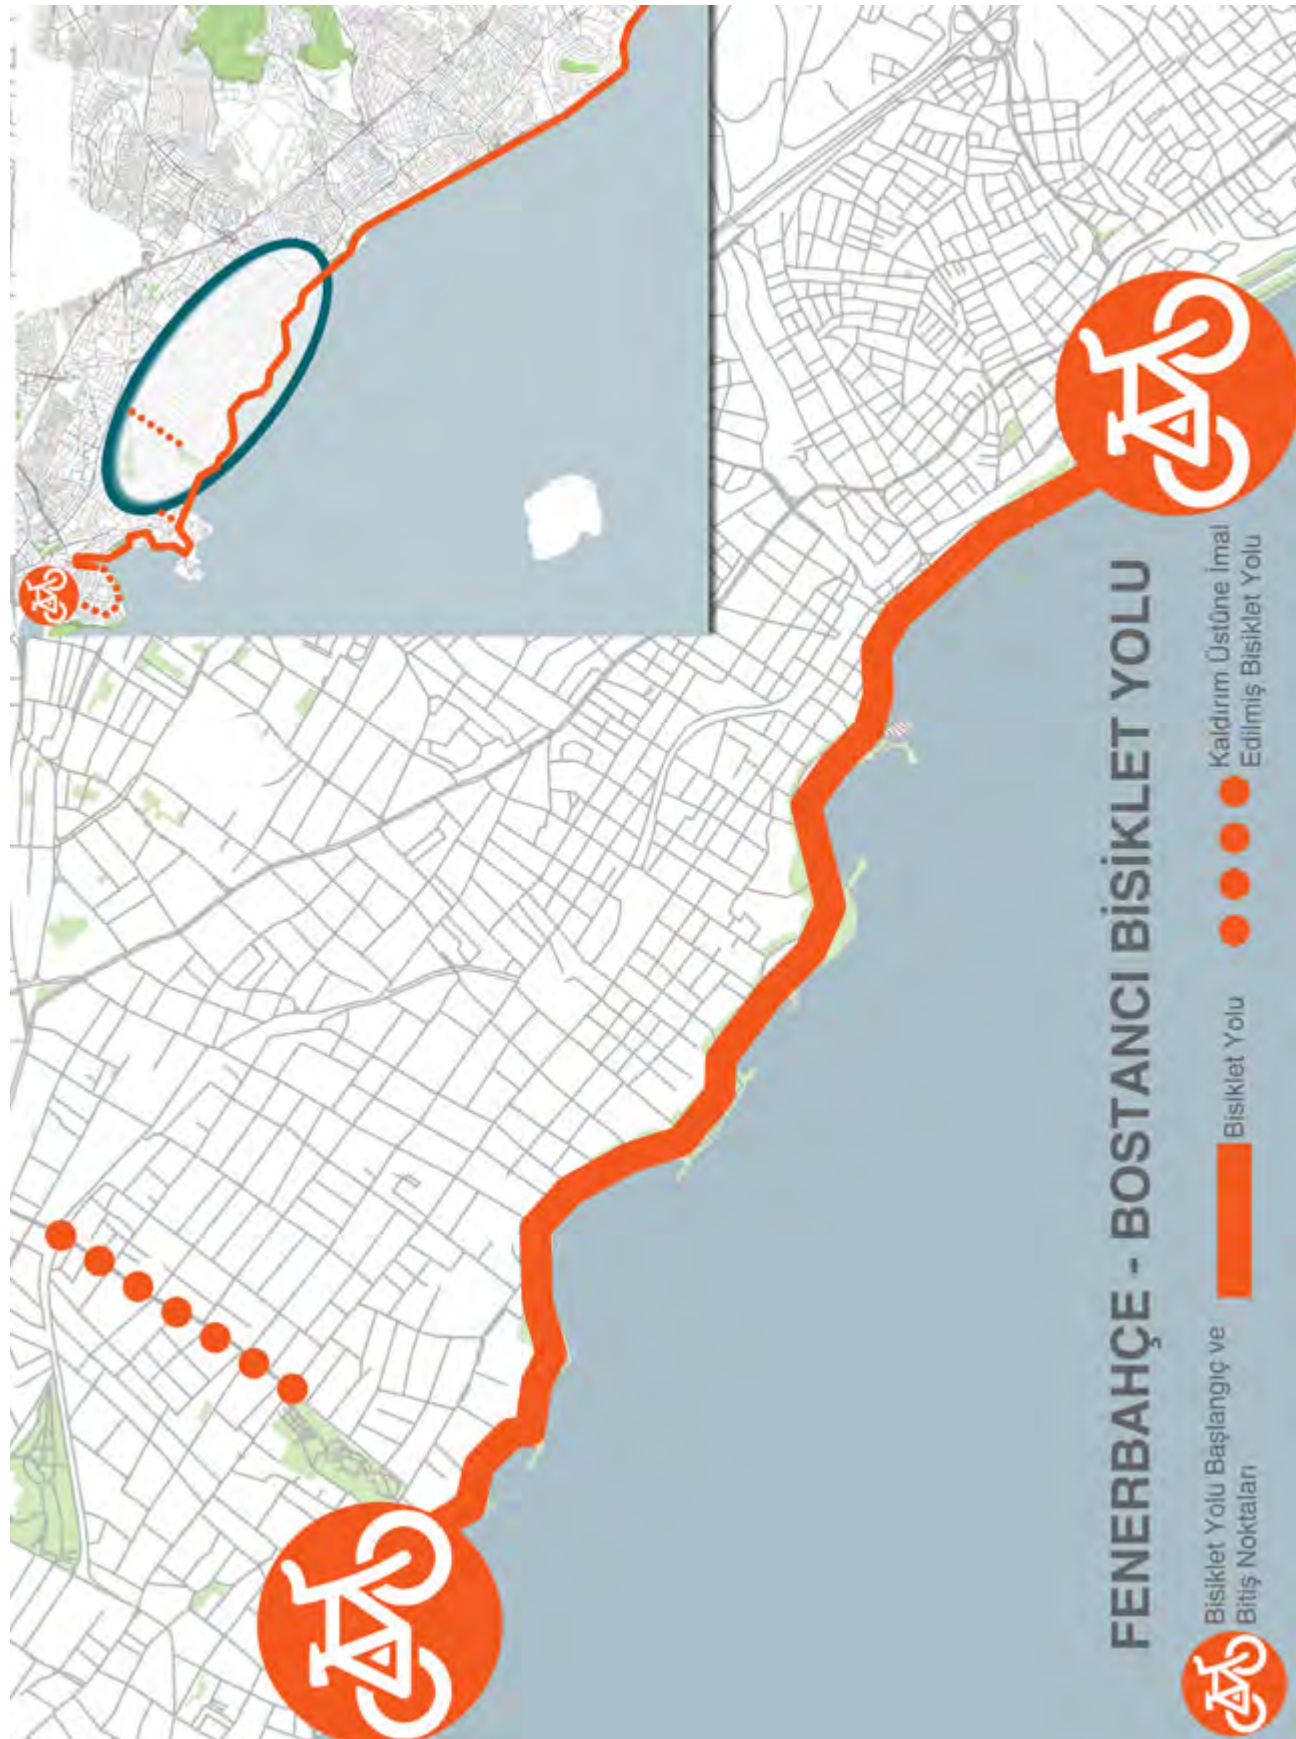 FENERBAHÇE - BOSTANCI BİSİKLET YOLU
Bisiklet Yolu Başlangıç ve
Bitiş Noktaları
Bisiklet Yolu
Kaldırım Üstüne İmal
Edilmiş Bisiklet Yolu